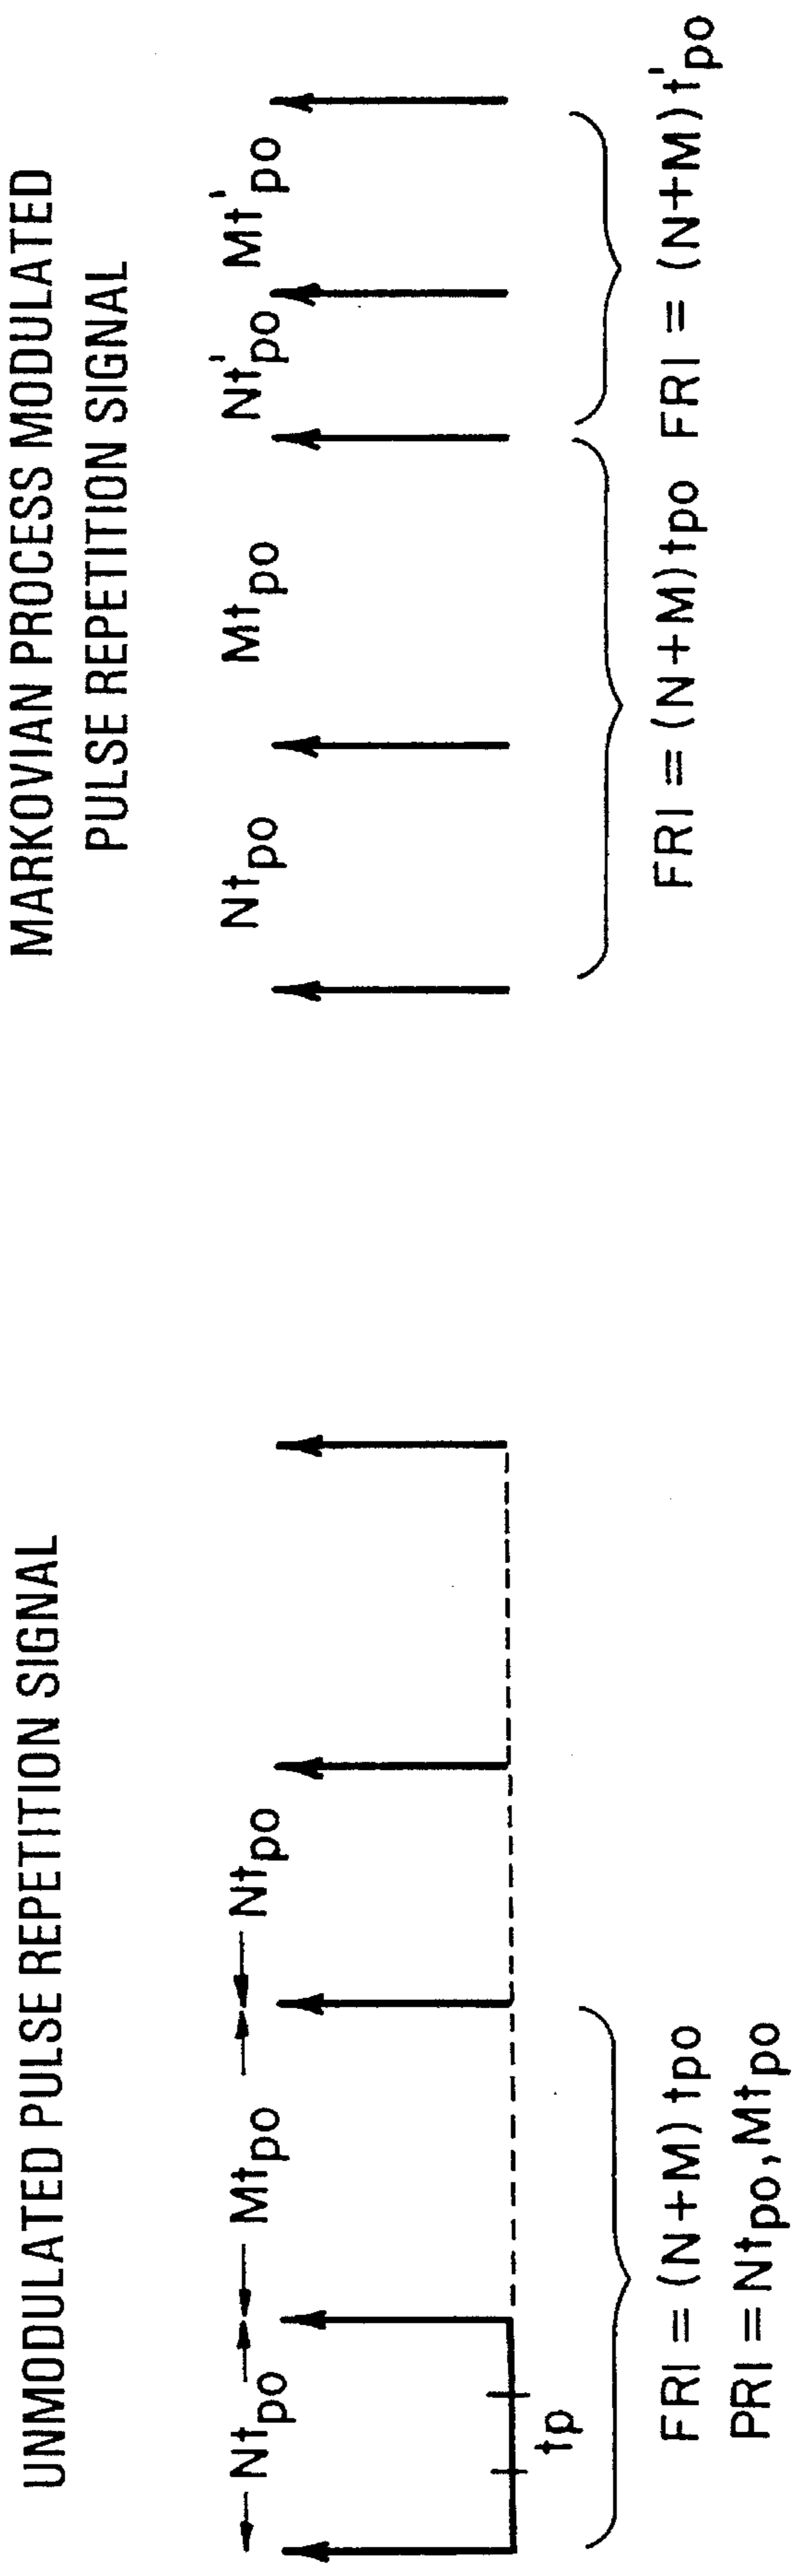 UNMODULATED PULSE REPETITION SIGNAL
Ntpo
Mtpo
Ntpo
tp
FRI = (N+M) tpo
PRI = Ntpo, Mtpo
MARKOVIAN PROCESS MODULATED
PULSE REPETITION SIGNAL
Ntpo
Mtpo
Nt'po
Mt'po
FRI = (N+M) tpo
FRI = (N+M) t'po